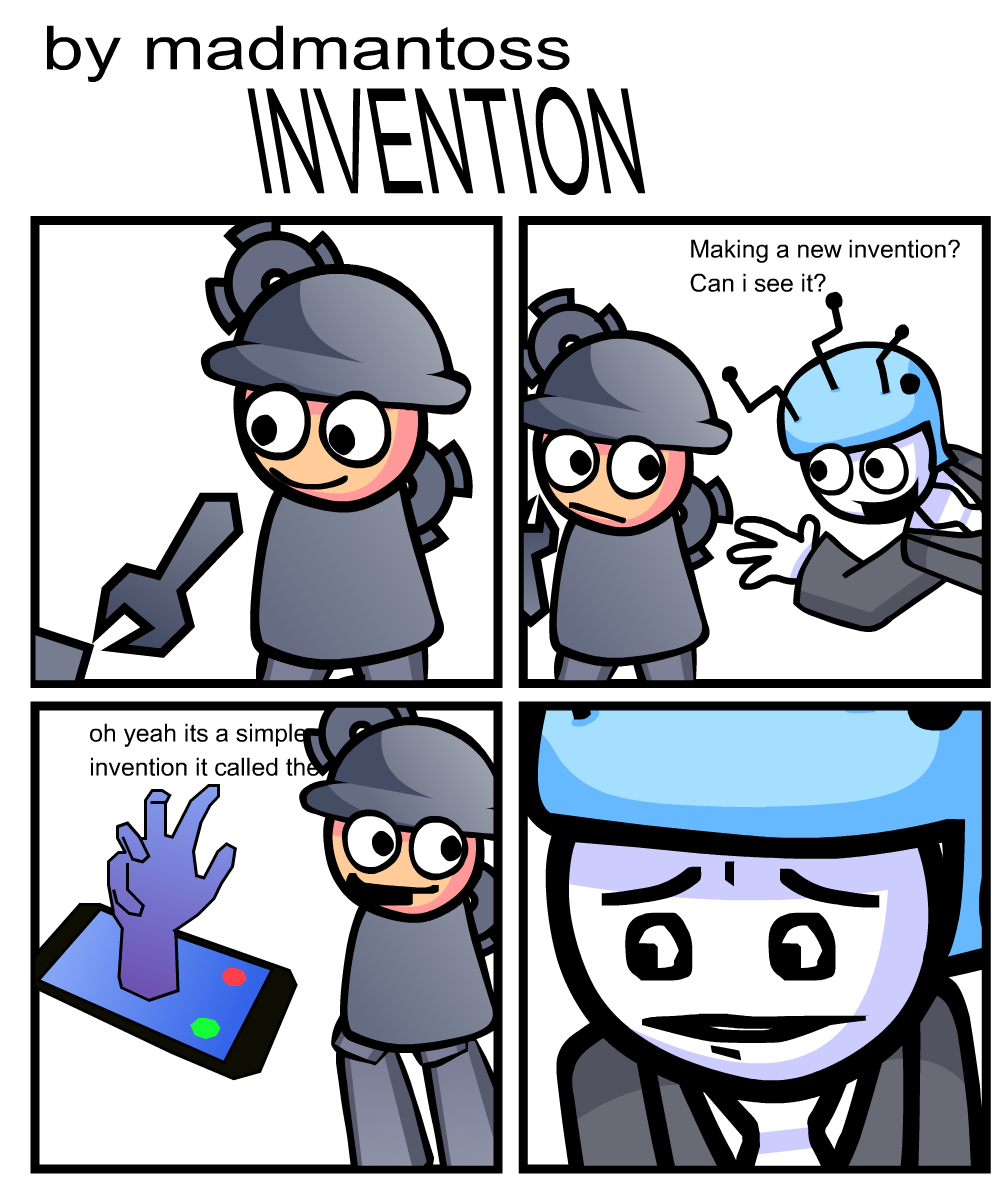 by madmantoss
INVENTION
Making a new invention?
Can i see it?
oh yeah its a simple
invention it called the